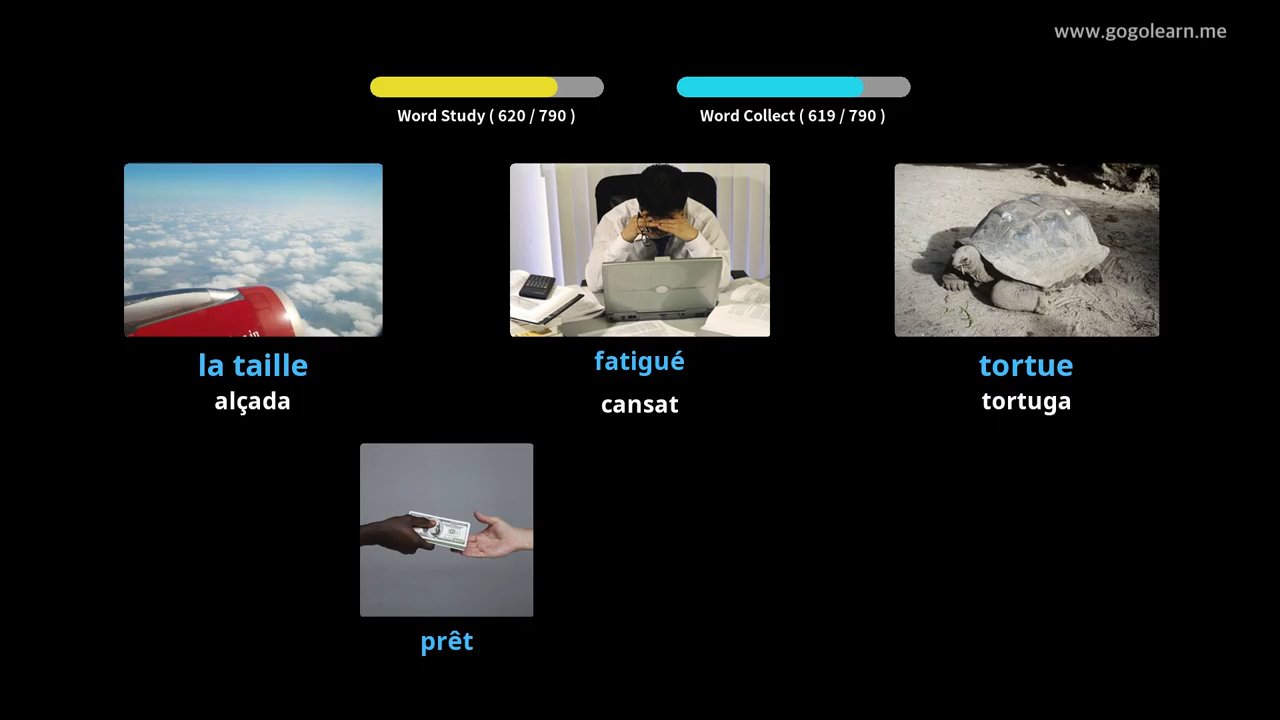 www.gogolearn.me
Word Study ( 620 / 790 )
Word Collect ( 619 / 790 )
la taille
alçada
fatigué
cansat
tortue
tortuga
prêt